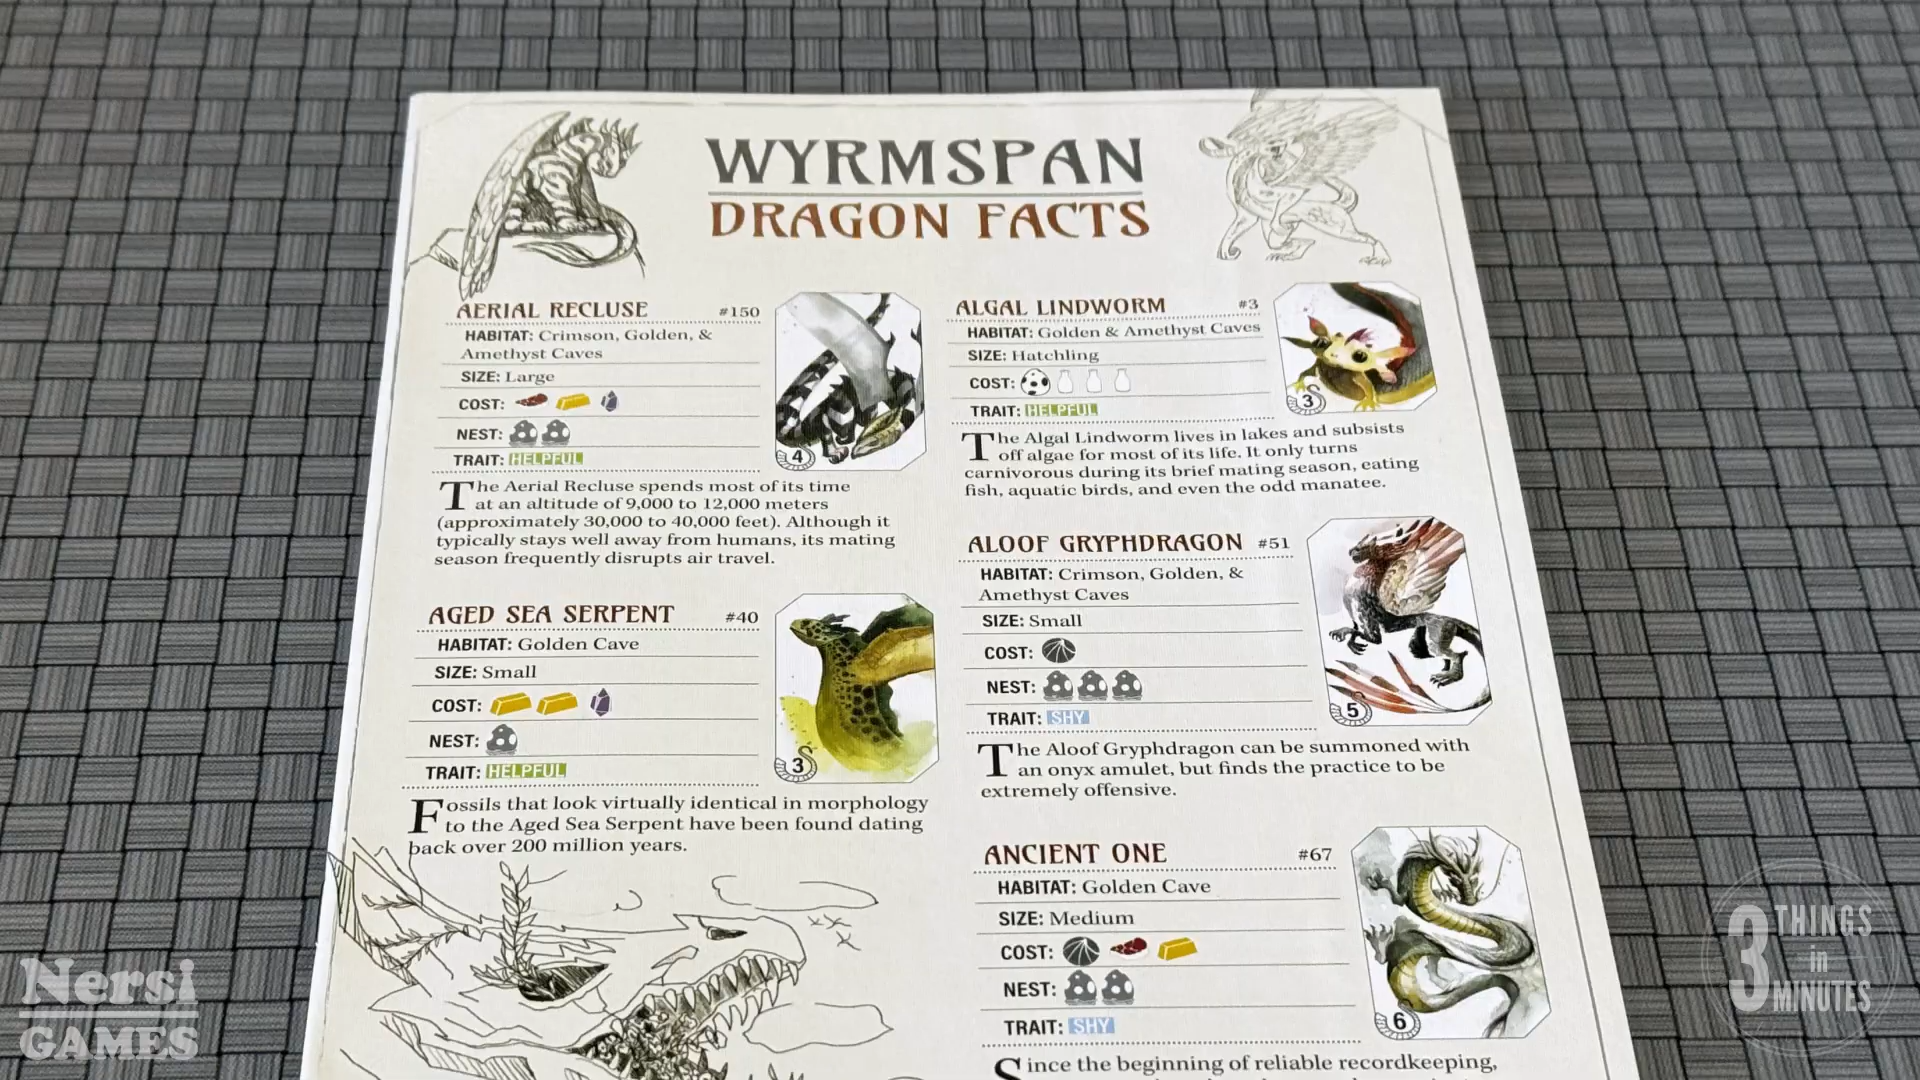 WYRMSPAN
DRAGON FACTS
AERIAL RECLUSE #150
HABITAT: Crimson, Golden, &
Amethyst Caves
SIZE: Large
COST:
NEST:
TRAIT: HELPFUL
4
The Aerial Recluse spends most of its time
at an altitude of 9,000 to 12,000 meters
(approximately 30,000 to 40,000 feet). Although it
typically stays well away from humans, its mating
season frequently disrupts air travel.
AGED SEA SERPENT #40
HABITAT: Golden Cave
SIZE: Small
COST:
NEST:
TRAIT: HELPFUL
3
Fossils that look virtually identical in morphology
to the Aged Sea Serpent have been found dating
back over 200 million years.
ALGAL LINDWORM #3
HABITAT: Golden & Amethyst Caves
SIZE: Hatchling
COST:
TRAIT: HELPFUL
3
The Algal Lindworm lives in lakes and subsists
off algae for most of its life. It only turns
carnivorous during its brief mating season, eating
fish, aquatic birds, and even the odd manatee.
ALOOF GRYPHDRAGON #51
HABITAT: Crimson, Golden, &
Amethyst Caves
SIZE: Small
COST:
NEST:
TRAIT: SHY
5
The Aloof Gryphdragon can be summoned with
an onyx amulet, but finds the practice to be
extremely offensive.
ANCIENT ONE #67
HABITAT: Golden Cave
SIZE: Medium
COST:
NEST:
TRAIT: SHY
6
Since the beginning of reliable recordkeeping,
Nersi
GAMES
3 THINGS
in
MINUTES